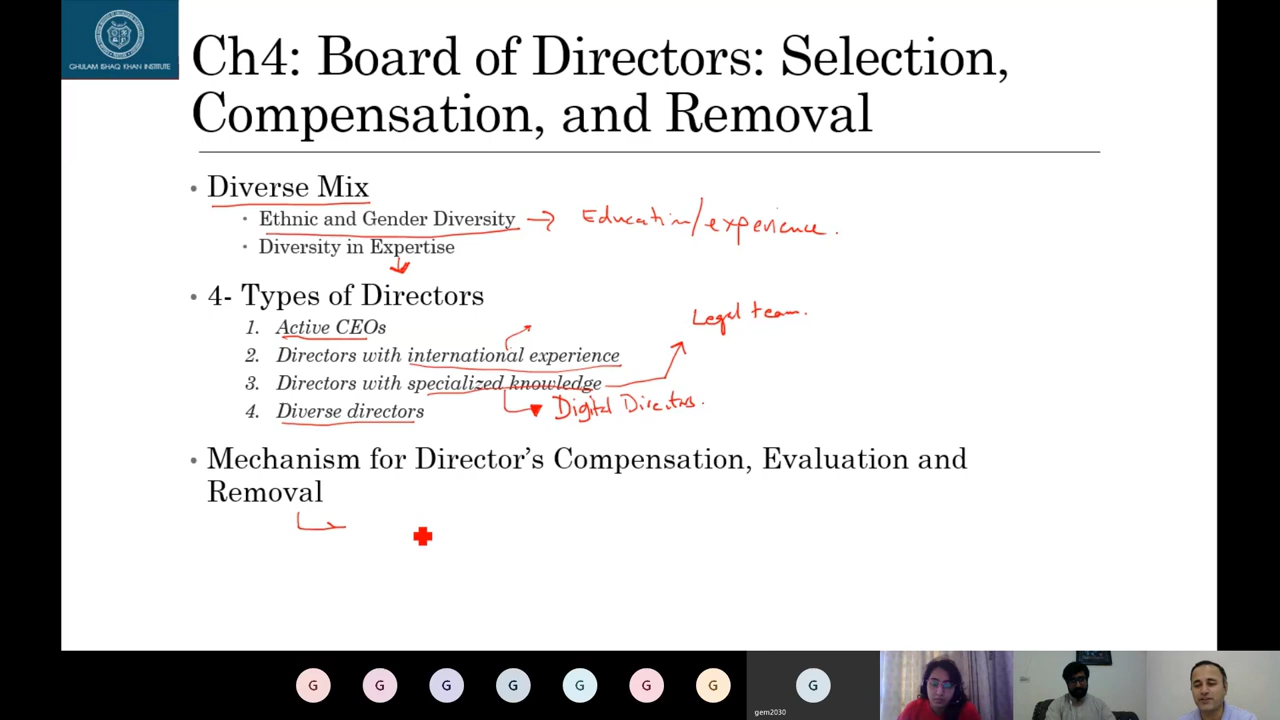 GHULAM ISHAQ KHAN INSTITUTE
Ch4: Board of Directors: Selection,
Compensation, and Removal
• Diverse Mix
• Ethnic and Gender Diversity → Education/experience.
• Diversity in Expertise
• 4- Types of Directors
Legal team.
1. Active CEOs
2. Directors with international experience
3. Directors with specialized knowledge
Digital Directors.
4. Diverse directors
• Mechanism for Director's Compensation, Evaluation and
Removal
G G G G G G G G
gem2030